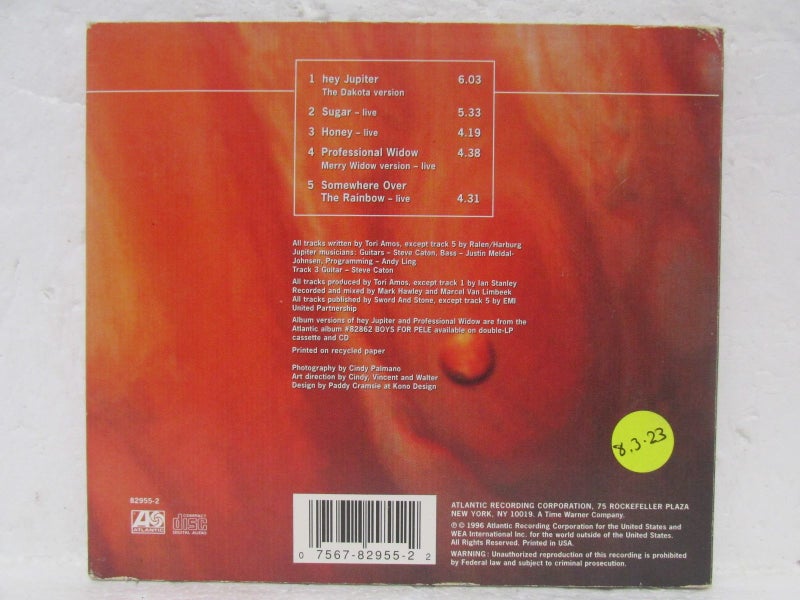 1 hey Jupiter 6.03
The Dakota version
2 Sugar – live 5.33
3 Honey – live 4.19
4 Professional Widow 4.38
Merry Widow version – live
5 Somewhere Over
The Rainbow – live 4.31
All tracks written by Tori Amos, except track 5 by Ralen/Harburg
Jupiter musicians: Guitars – Steve Caton, Bass – Justin Meldal-
Johnsen, Programming – Andy Ling
Track 3 Guitar – Steve Caton
All tracks produced by Tori Amos, except track 1 by Ian Stanley
Recorded and mixed by Mark Hawley and Marcel Van Limbeek
All tracks published by Sword And Stone, except track 5 by EMI
United Partnership
Album versions of hey Jupiter and Professional Widow are from the
Atlantic album #82862 BOYS FOR PELE available on double-LP
cassette and CD
Printed on recycled paper
Photography by Cindy Palmano
Art direction by Cindy, Vincent and Walter
Design by Paddy Cramsie at Kono Design
8.3.23
82955-2
ATLANTIC
COMPACT
disc
DIGITAL AUDIO
0 7567-82955-2 2
ATLANTIC RECORDING CORPORATION, 75 ROCKEFELLER PLAZA
NEW YORK, NY 10019. A Time Warner Company.
℗ © 1996 Atlantic Recording Corporation for the United States and
WEA International Inc. for the world outside of the United States.
All Rights Reserved. Printed in USA.
WARNING: Unauthorized reproduction of this recording is prohibited
by Federal law and subject to criminal prosecution.